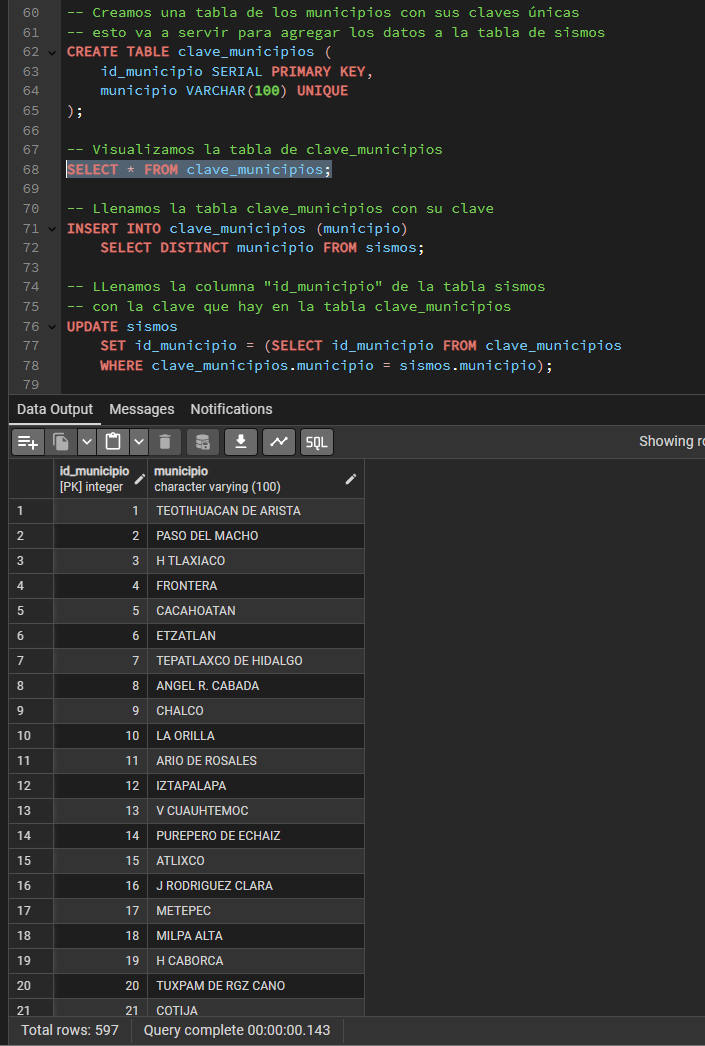 60 -- Creamos una tabla de los municipios con sus claves únicas
61 -- esto va a servir para agregar los datos a la tabla de sismos
62 CREATE TABLE clave_municipios (
63 id_municipio SERIAL PRIMARY KEY,
64 municipio VARCHAR(100) UNIQUE
65 );
66
67 -- Visualizamos la tabla de clave_municipios
68 SELECT * FROM clave_municipios;
69
70 -- Llenamos la tabla clave_municipios con su clave
71 INSERT INTO clave_municipios (municipio)
72 SELECT DISTINCT municipio FROM sismos;
73
74 -- LLenamos la columna "id_municipio" de la tabla sismos
75 -- con la clave que hay en la tabla clave_municipios
76 UPDATE sismos
77 SET id_municipio = (SELECT id_municipio FROM clave_municipios
78 WHERE clave_municipios.municipio = sismos.municipio);
79
Data Output Messages Notifications
SQL Showing ro
id_municipio municipio
[PK] integer character varying (100)
1 1 TEOTIHUACAN DE ARISTA
2 2 PASO DEL MACHO
3 3 H TLAXIACO
4 4 FRONTERA
5 5 CACAHOATAN
6 6 ETZATLAN
7 7 TEPATLAXCO DE HIDALGO
8 8 ANGEL R. CABADA
9 9 CHALCO
10 10 LA ORILLA
11 11 ARIO DE ROSALES
12 12 IZTAPALAPA
13 13 V CUAUHTEMOC
14 14 PUREPERO DE ECHAIZ
15 15 ATLIXCO
16 16 J RODRIGUEZ CLARA
17 17 METEPEC
18 18 MILPA ALTA
19 19 H CABORCA
20 20 TUXPAM DE RGZ CANO
21 21 COTIJA
Total rows: 597 Query complete 00:00:00.143